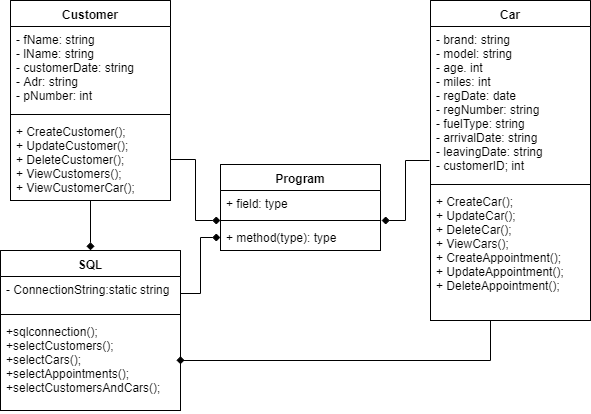 Customer
- fName: string
- lName: string
- customerDate: string
- Adr: string
- pNumber: int
+ CreateCustomer();
+ UpdateCustomer();
+ DeleteCustomer();
+ ViewCustomers();
+ ViewCustomerCar();
Program
+ field: type
+ method(type): type
Car
- brand: string
- model: string
- age. int
- miles: int
- regDate: date
- regNumber: string
- fuelType: string
- arrivalDate: string
- leavingDate: string
- customerID; int
+ CreateCar();
+ UpdateCar();
+ DeleteCar();
+ ViewCars();
+ CreateAppointment();
+ UpdateAppointment();
+ DeleteAppointment();
SQL
- ConnectionString:static string
+sqlconnection();
+selectCustomers();
+selectCars();
+selectAppointments();
+selectCustomersAndCars();